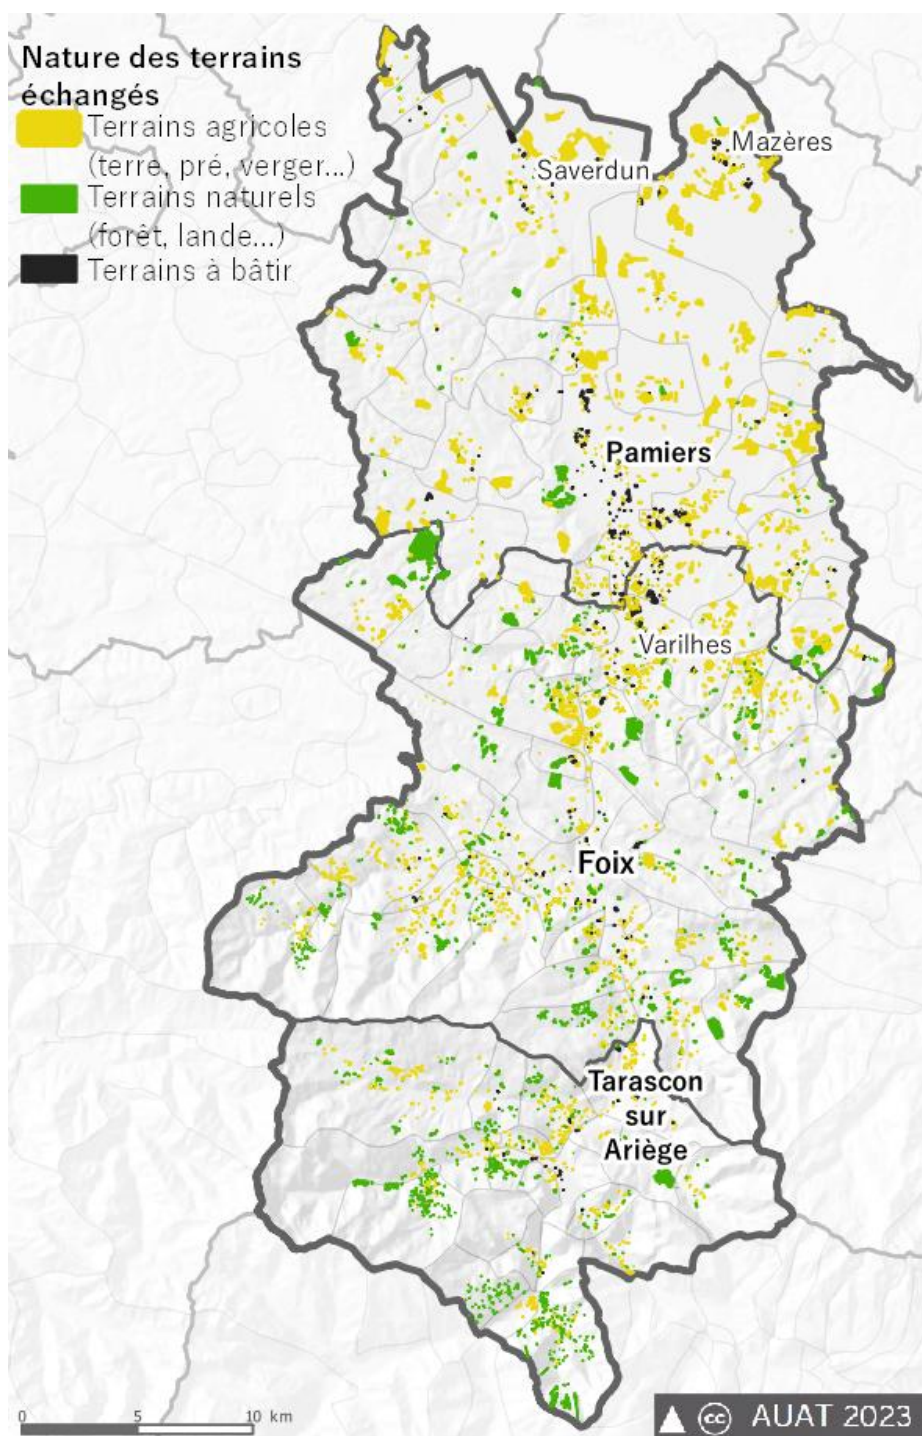 Nature des terrains
échangés
Terrains agricoles
(terre, pré, verger...)
Terrains naturels
(forêt, lande...)
Terrains à bâtir
Mazères
Saverdun
Pamiers
Varilhes
Foix
Tarascon
sur
Ariège
0 5 10 km
cc AUAT 2023